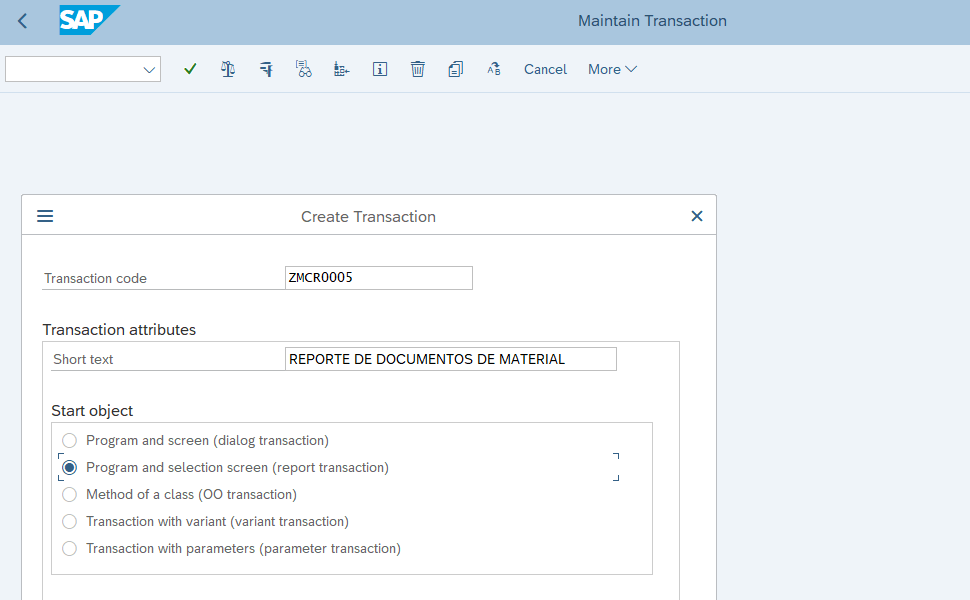 SAP
Maintain Transaction
Cancel
More
Create Transaction
Transaction code
ZMCR0005
Transaction attributes
Short text
REPORTE DE DOCUMENTOS DE MATERIAL
Start object
Program and screen (dialog transaction)
Program and selection screen (report transaction)
Method of a class (OO transaction)
Transaction with variant (variant transaction)
Transaction with parameters (parameter transaction)